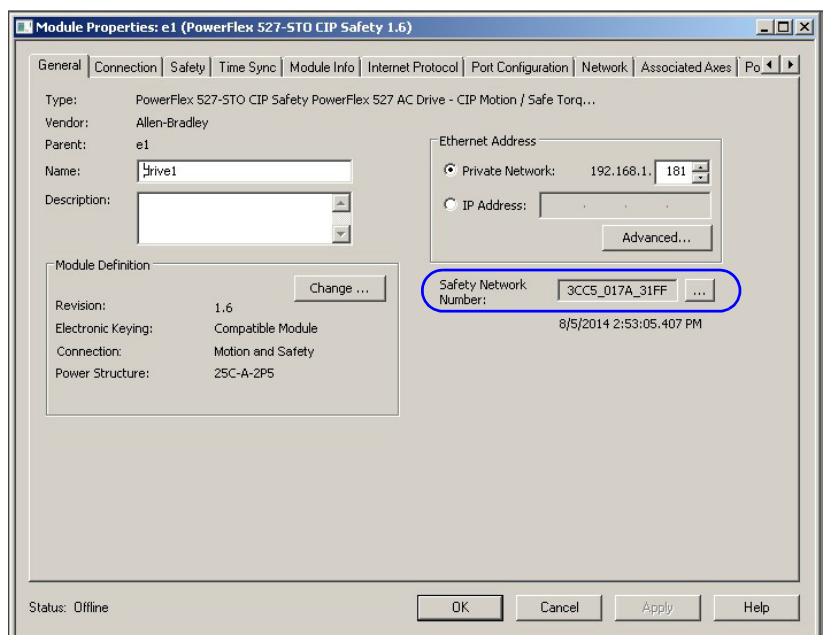 Module Properties: e1 (PowerFlex 527-STO CIP Safety 1.6)
General Connection Safety Time Sync Module Info Internet Protocol Port Configuration Network Associated Axes Po
Type: PowerFlex 527-STO CIP Safety PowerFlex 527 AC Drive - CIP Motion / Safe Torq...
Vendor: Allen-Bradley
Parent: e1
Name: drive1
Description:
Ethernet Address
Private Network: 192.168.1. 181
IP Address: . . .
Advanced...
Module Definition
Change ...
Revision: 1.6
Electronic Keying: Compatible Module
Connection: Motion and Safety
Power Structure: 25C-A-2P5
Safety Network
Number: 3CC5_017A_31FF ...
8/5/2014 2:53:05.407 PM
Status: Offline
OK Cancel Apply Help